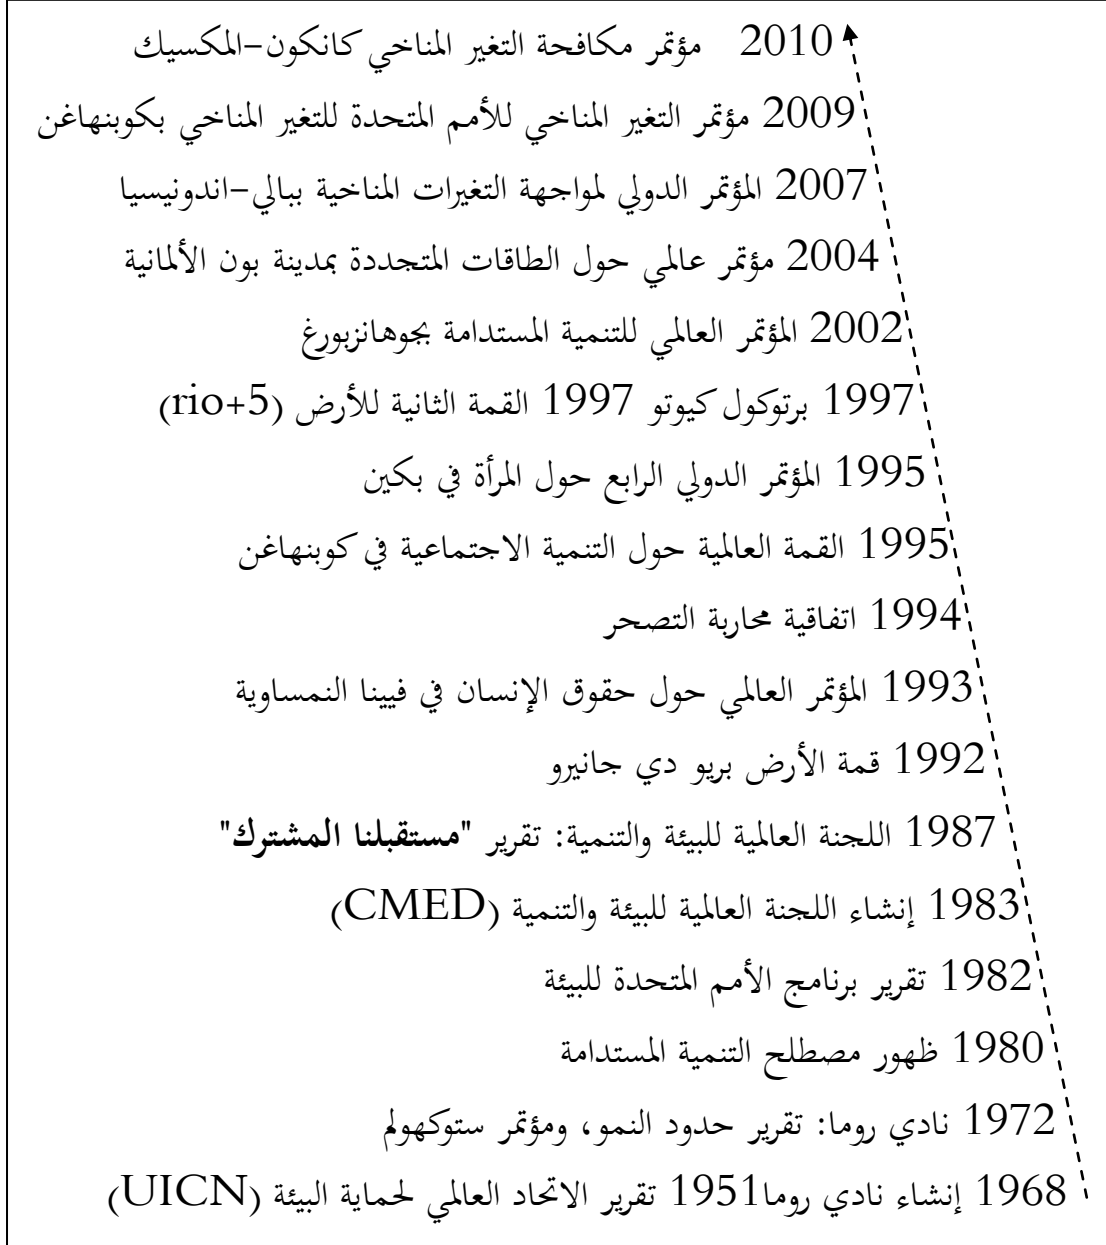 2010 مؤتمر مكافحة التغير المناخي كانكون-المكسيك
2009 مؤتمر التغير المناخي للأمم المتحدة للتغير المناخي بكوبنهاغن
2007 المؤتمر الدولي لمواجهة التغيرات المناخية ببالي-اندونيسيا
2004 مؤتمر عالمي حول الطاقات المتجددة بمدينة بون الألمانية
2002 المؤتمر العالمي للتنمية المستدامة بجوهانزبورغ
1997 برتوكول كيوتو 1997 القمة الثانية للأرض (rio+5)
1995 المؤتمر الدولي الرابع حول المرأة في بكين
1995 القمة العالمية حول التنمية الاجتماعية في كوبنهاغن
1994 اتفاقية محاربة التصحر
1993 المؤتمر العالمي حول حقوق الإنسان في فيينا النمساوية
1992 قمة الأرض بريو دي جانيرو
1987 اللجنة العالمية للبيئة والتنمية: تقرير "مستقبلنا المشترك"
1983 إنشاء اللجنة العالمية للبيئة والتنمية (CMED)
1982 تقرير برنامج الأمم المتحدة للبيئة
1980 ظهور مصطلح التنمية المستدامة
1972 نادي روما: تقرير حدود النمو، ومؤتمر ستوكهولم
1968 إنشاء نادي روما1951 تقرير الاتحاد العالمي لحماية البيئة (UICN)